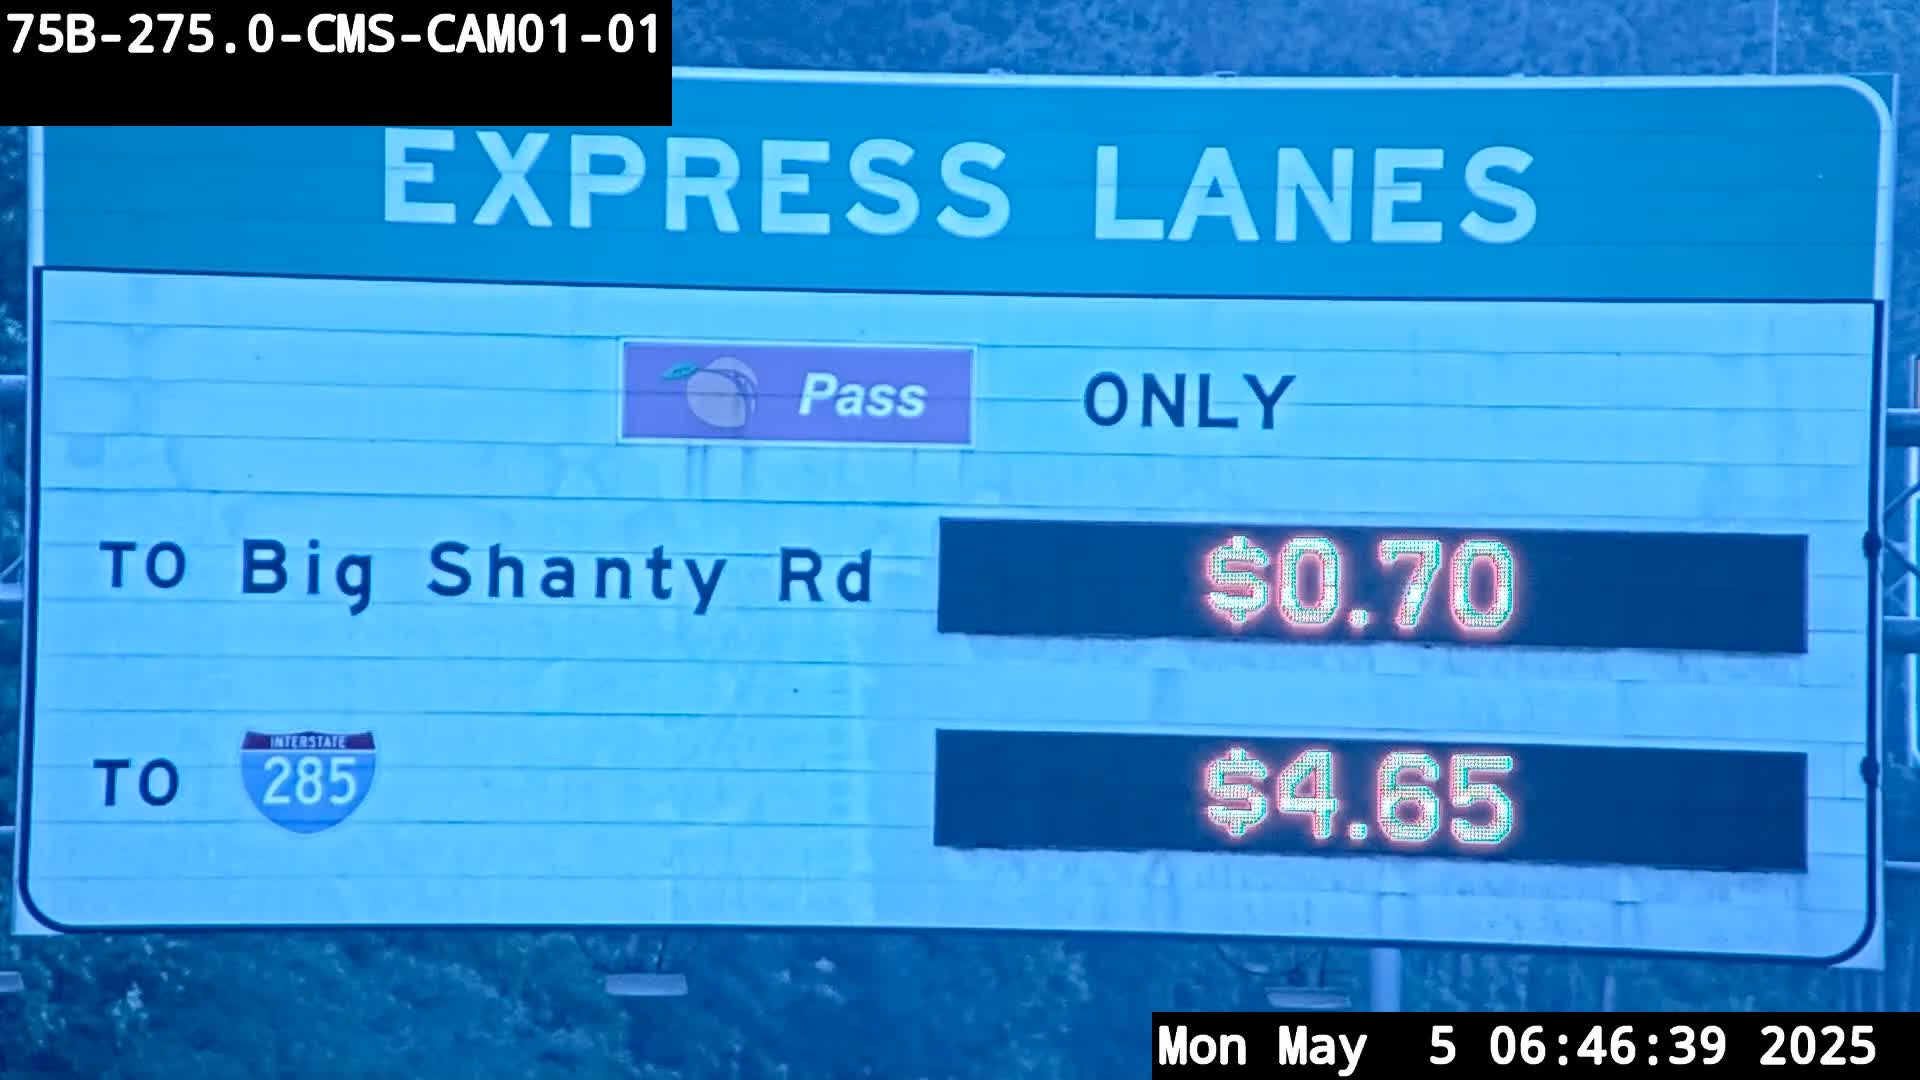 75B-275.0-CMS-CAM01-01
EXPRESS LANES
Pass ONLY
TO Big Shanty Rd $0.70
TO INTERSTATE 285 $4.65
Mon May 5 06:46:39 2025